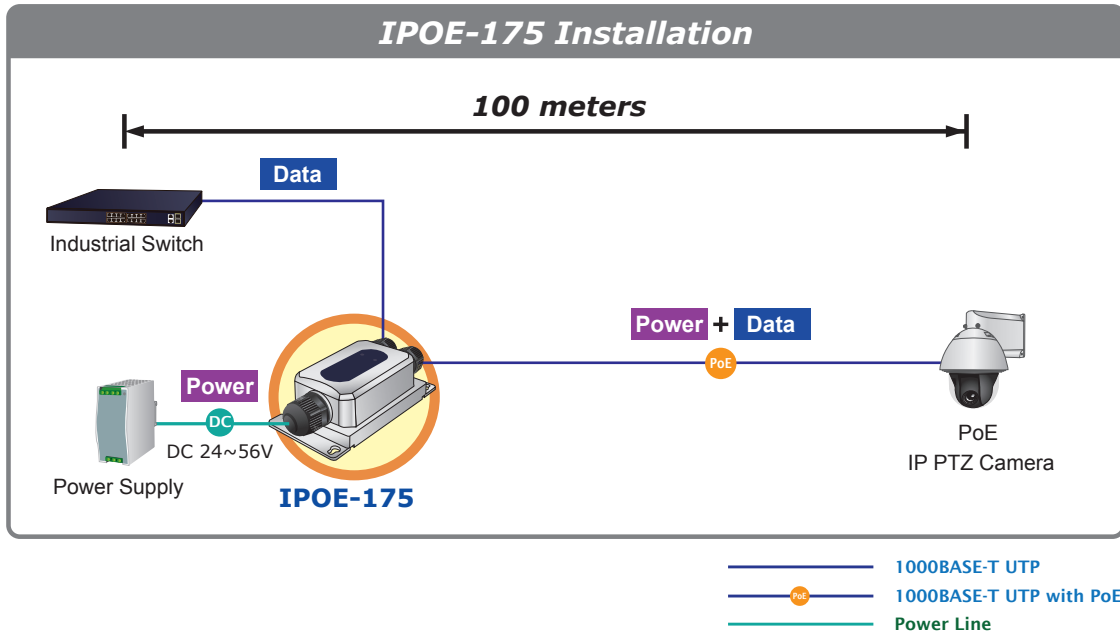 IPOE-175 Installation
100 meters
Data
Industrial Switch
Power + Data
PoE
Power
DC
DC 24~56V
Power Supply
IPOE-175
PoE
IP PTZ Camera
1000BASE-T UTP
PoE
1000BASE-T UTP with PoE
Power Line